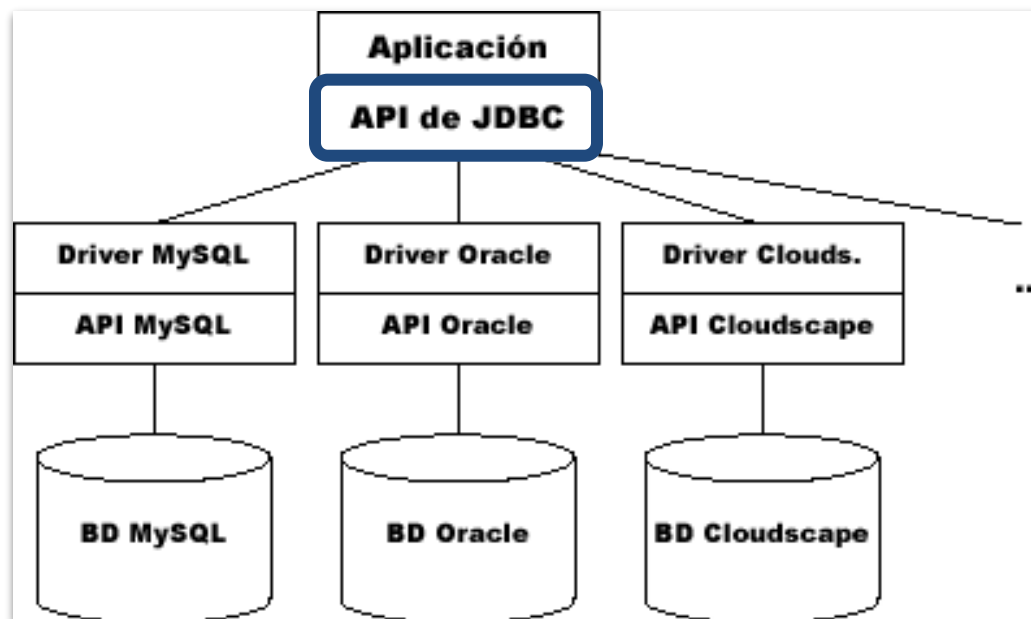 Aplicación
API de JDBC
Driver MySQL
Driver Oracle
Driver Clouds.
..
API MySQL
API Oracle
API Cloudscape
BD MySQL
BD Oracle
BD Cloudscape